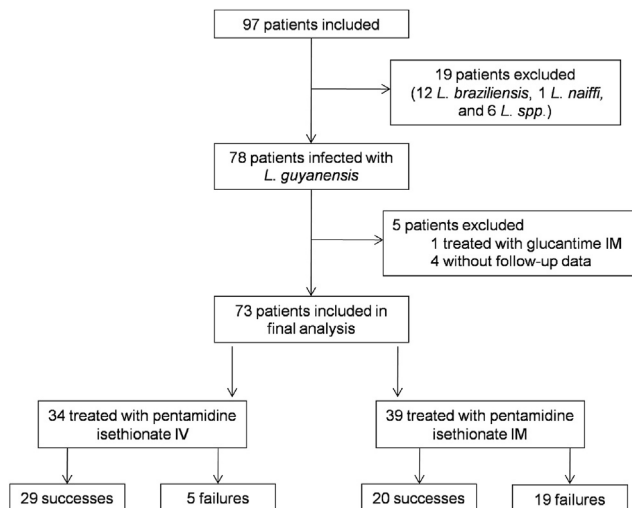 97 patients included
19 patients excluded
(12 L. braziliensis, 1 L. naiffi,
and 6 L. spp.)
78 patients infected with
L. guyanensis
5 patients excluded
1 treated with glucantime IM
4 without follow-up data
73 patients included in
final analysis
34 treated with pentamidine
isethionate IV
39 treated with pentamidine
isethionate IM
29 successes
5 failures
20 successes
19 failures